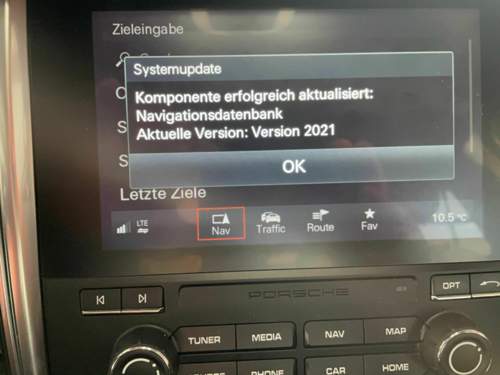 Zieleingabe
Systemupdate
Komponente erfolgreich aktualisiert:
Navigationsdatenbank
Aktuelle Version: Version 2021
OK
Letzte Ziele
LTE
Nav
Traffic
Route
Fav
10.5 °C
PORSCHE
OPT
TUNER
MEDIA
NAV
MAP
CAR
HOME